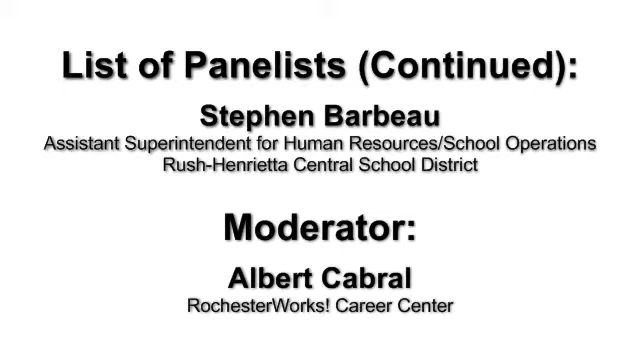 List of Panelists (Continued):
Stephen Barbeau
Assistant Superintendent for Human Resources/School Operations
Rush-Henrietta Central School District
Moderator:
Albert Cabral
RochesterWorks! Career Center